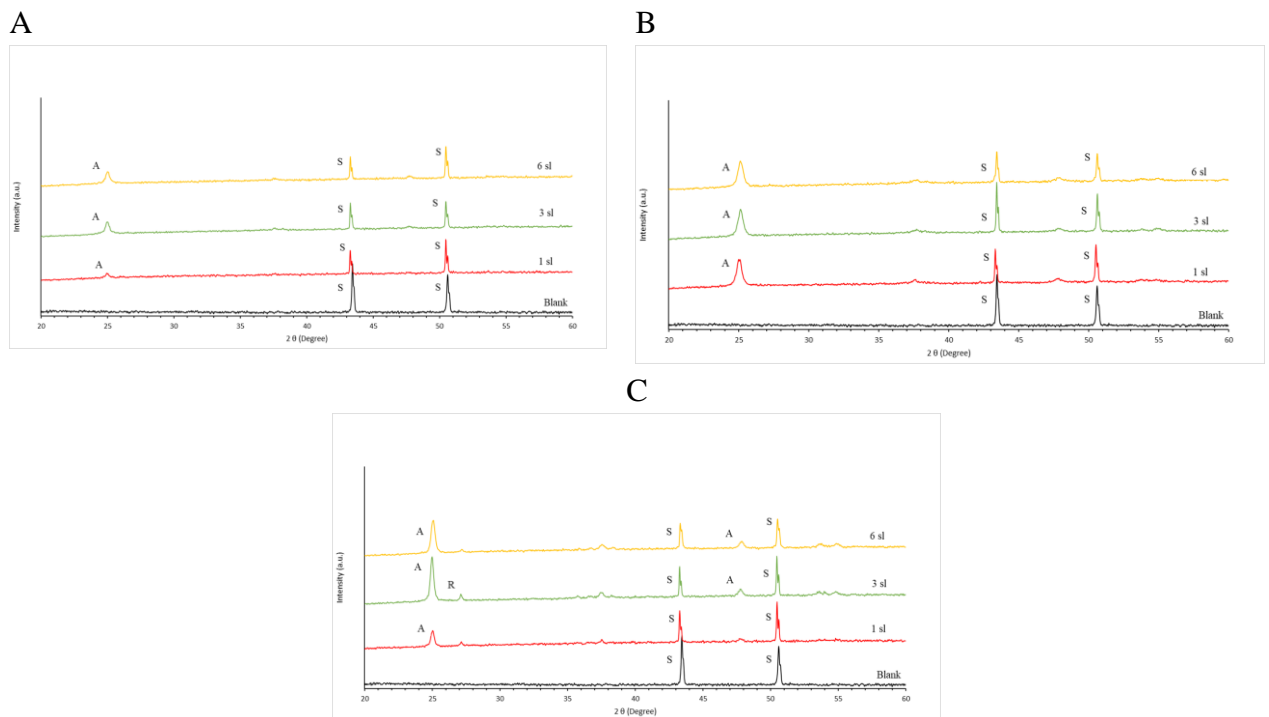 A
Intensity (a.u.)
A S S 6 sl
A S S 3 sl
A S S 1 sl
S S Blank
20 25 30 35 40 45 50 55 60
2 θ (Degree)
B
Intensity (a.u.)
A S S 6 sl
A S S 3 sl
A S S 1 sl
S S Blank
20 25 30 35 40 45 50 55 60
2 θ (Degree)
C
Intensity (a.u.)
A S A S 6 sl
A R S A S 3 sl
A S S 1 sl
S S Blank
20 25 30 35 40 45 50 55 60
2 θ (Degree)